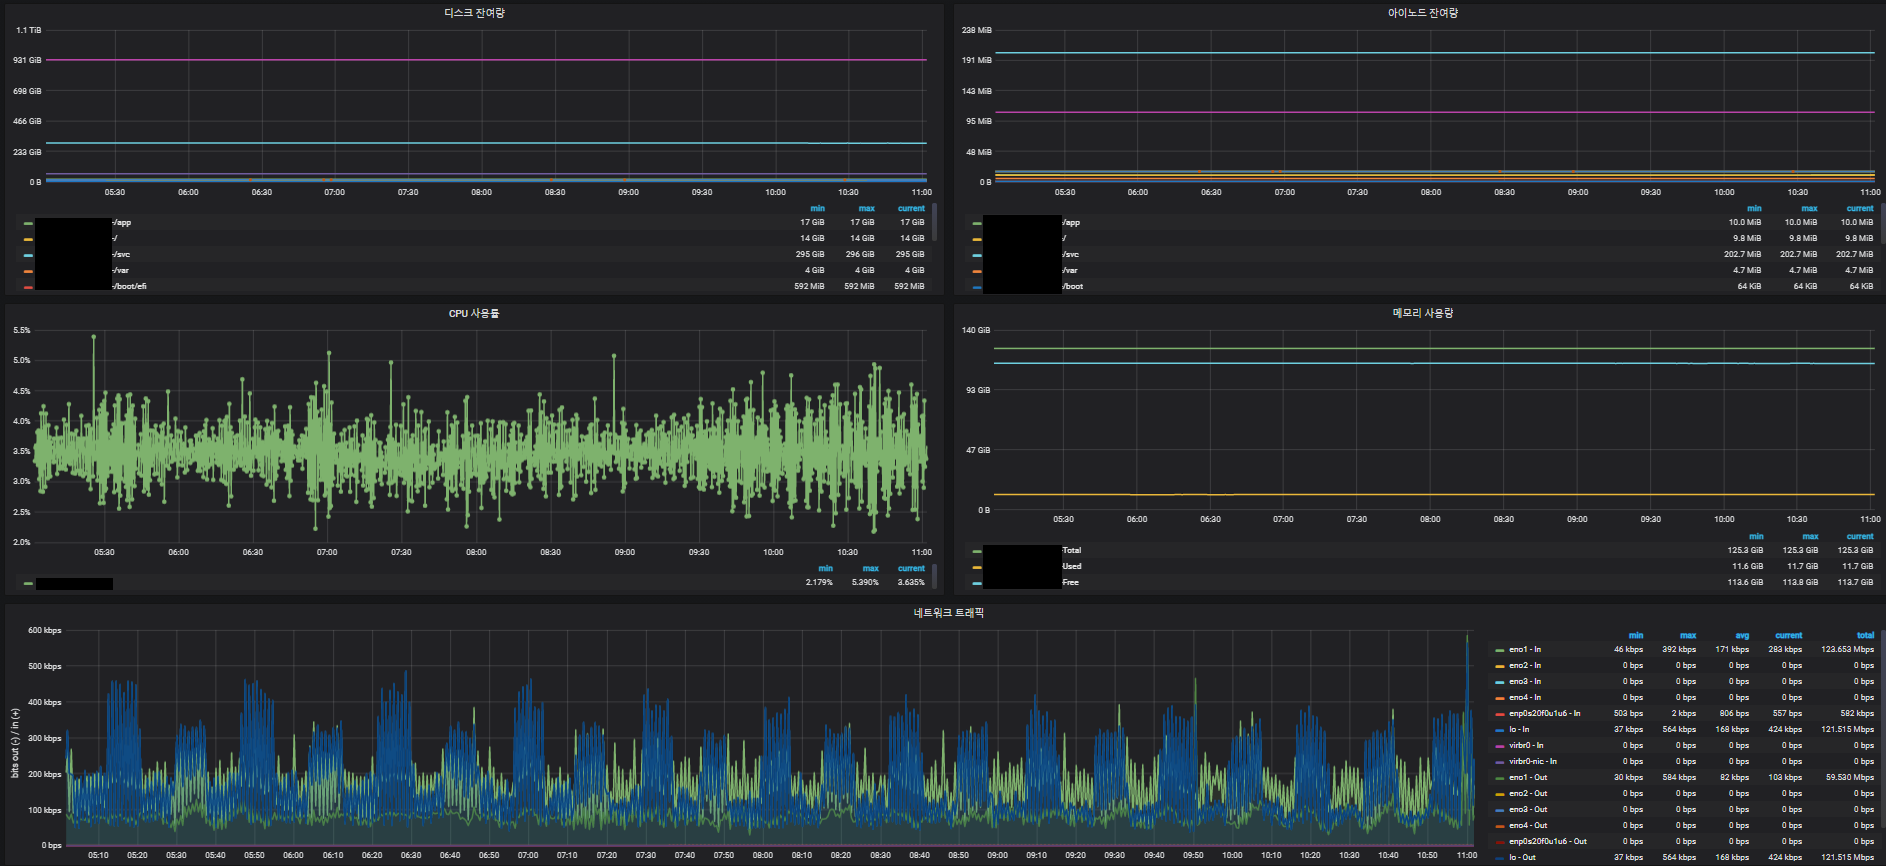 디스크 잔여량
1.1 TiB
931 GiB
698 GiB
466 GiB
233 GiB
0 B
05:30 06:00 06:30 07:00 07:30 08:00 08:30 09:00 09:30 10:00 10:30 11:00
min max current
-/app 17 GiB 17 GiB 17 GiB
-/ 14 GiB 14 GiB 14 GiB
-/svc 295 GiB 296 GiB 295 GiB
-/var 4 GiB 4 GiB 4 GiB
-/boot/efi 592 MiB 592 MiB 592 MiB
아이노드 잔여량
238 MiB
191 MiB
143 MiB
95 MiB
48 MiB
0 B
05:30 06:00 06:30 07:00 07:30 08:00 08:30 09:00 09:30 10:00 10:30 11:00
min max current
/app 10.0 MiB 10.0 MiB 10.0 MiB
/ 9.8 MiB 9.8 MiB 9.8 MiB
/svc 202.7 MiB 202.7 MiB 202.7 MiB
/var 4.7 MiB 4.7 MiB 4.7 MiB
/boot 64 KiB 64 KiB 64 KiB
CPU 사용률
5.5%
5.0%
4.5%
4.0%
3.5%
3.0%
2.5%
2.0%
05:30 06:00 06:30 07:00 07:30 08:00 08:30 09:00 09:30 10:00 10:30 11:00
min max current
2.179% 5.390% 3.635%
메모리 사용량
140 GiB
93 GiB
47 GiB
0 B
05:30 06:00 06:30 07:00 07:30 08:00 08:30 09:00 09:30 10:00 10:30 11:00
min max current
Total 125.3 GiB 125.3 GiB 125.3 GiB
Used 11.6 GiB 11.7 GiB 11.7 GiB
Free 113.6 GiB 113.8 GiB 113.7 GiB
네트워크 트래픽
bits out (-) / in (+)
600 kbps
500 kbps
400 kbps
300 kbps
200 kbps
100 kbps
0 bps
05:10 05:20 05:30 05:40 05:50 06:00 06:10 06:20 06:30 06:40 06:50 07:00 07:10 07:20 07:30 07:40 07:50 08:00 08:10 08:20 08:30 08:40 08:50 09:00 09:10 09:20 09:30 09:40 09:50 10:00 10:10 10:20 10:30 10:40 10:50 11:00
min max avg current total
eno1 - In 46 kbps 392 kbps 171 kbps 283 kbps 123.653 Mbps
eno2 - In 0 bps 0 bps 0 bps 0 bps 0 bps
eno3 - In 0 bps 0 bps 0 bps 0 bps 0 bps
eno4 - In 0 bps 0 bps 0 bps 0 bps 0 bps
enp0s20f0u1u6 - In 503 bps 2 kbps 806 bps 557 bps 582 kbps
lo - In 37 kbps 564 kbps 168 kbps 424 kbps 121.515 Mbps
virbr0 - In 0 bps 0 bps 0 bps 0 bps 0 bps
virbr0-nic - In 0 bps 0 bps 0 bps 0 bps 0 bps
eno1 - Out 30 kbps 584 kbps 82 kbps 103 kbps 59.530 Mbps
eno2 - Out 0 bps 0 bps 0 bps 0 bps 0 bps
eno3 - Out 0 bps 0 bps 0 bps 0 bps 0 bps
eno4 - Out 0 bps 0 bps 0 bps 0 bps 0 bps
enp0s20f0u1u6 - Out 0 bps 0 bps 0 bps 0 bps 0 bps
lo - Out 37 kbps 564 kbps 168 kbps 424 kbps 121.515 Mbps